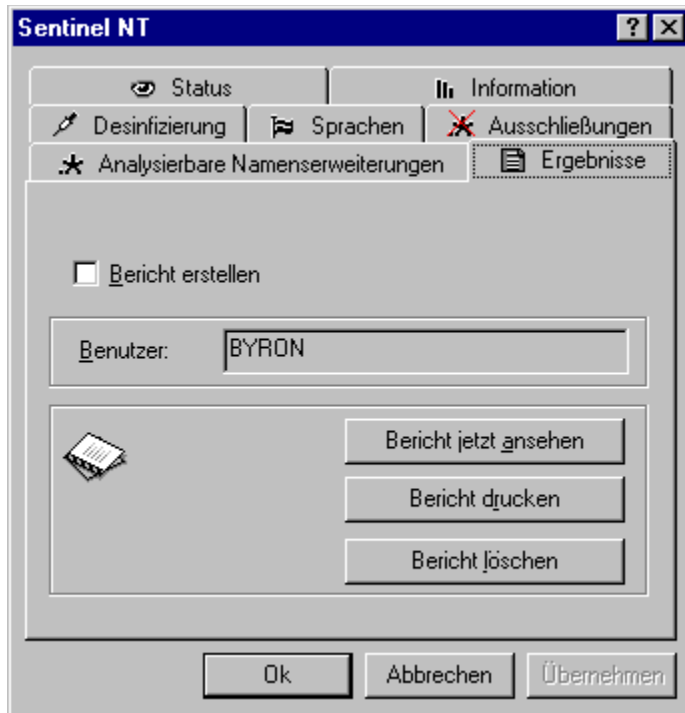 Sentinel NT
Status
Information
Desinfizierung
Sprachen
Ausschließungen
Analysierbare Namenserweiterungen
Ergebnisse
Bericht erstellen
Benutzer:
BYRON
Bericht jetzt ansehen
Bericht drucken
Bericht löschen
Ok
Abbrechen
Übernehmen